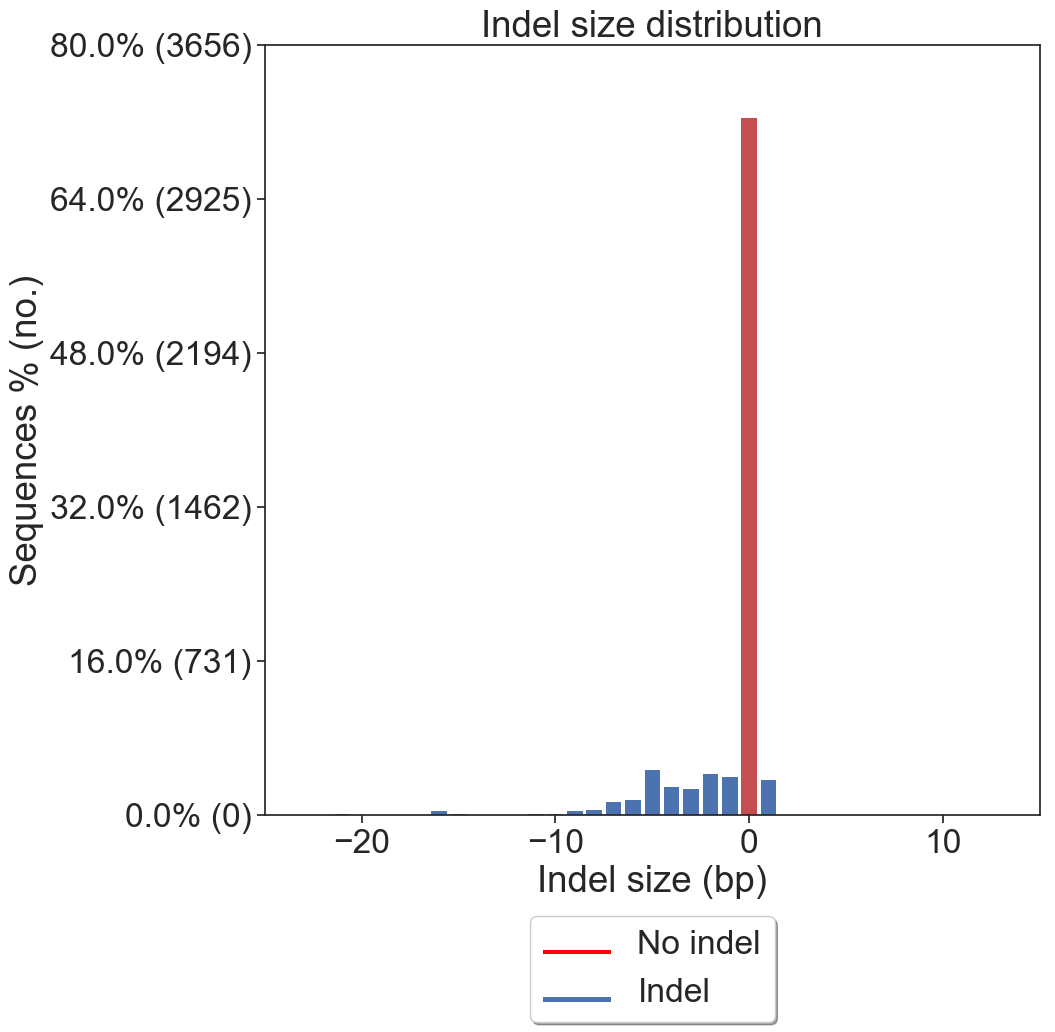 Indel size distribution
80.0% (3656)
64.0% (2925)
48.0% (2194)
32.0% (1462)
16.0% (731)
0.0% (0)
Sequences % (no.)
−20 −10 0 10
Indel size (bp)
No indel
Indel